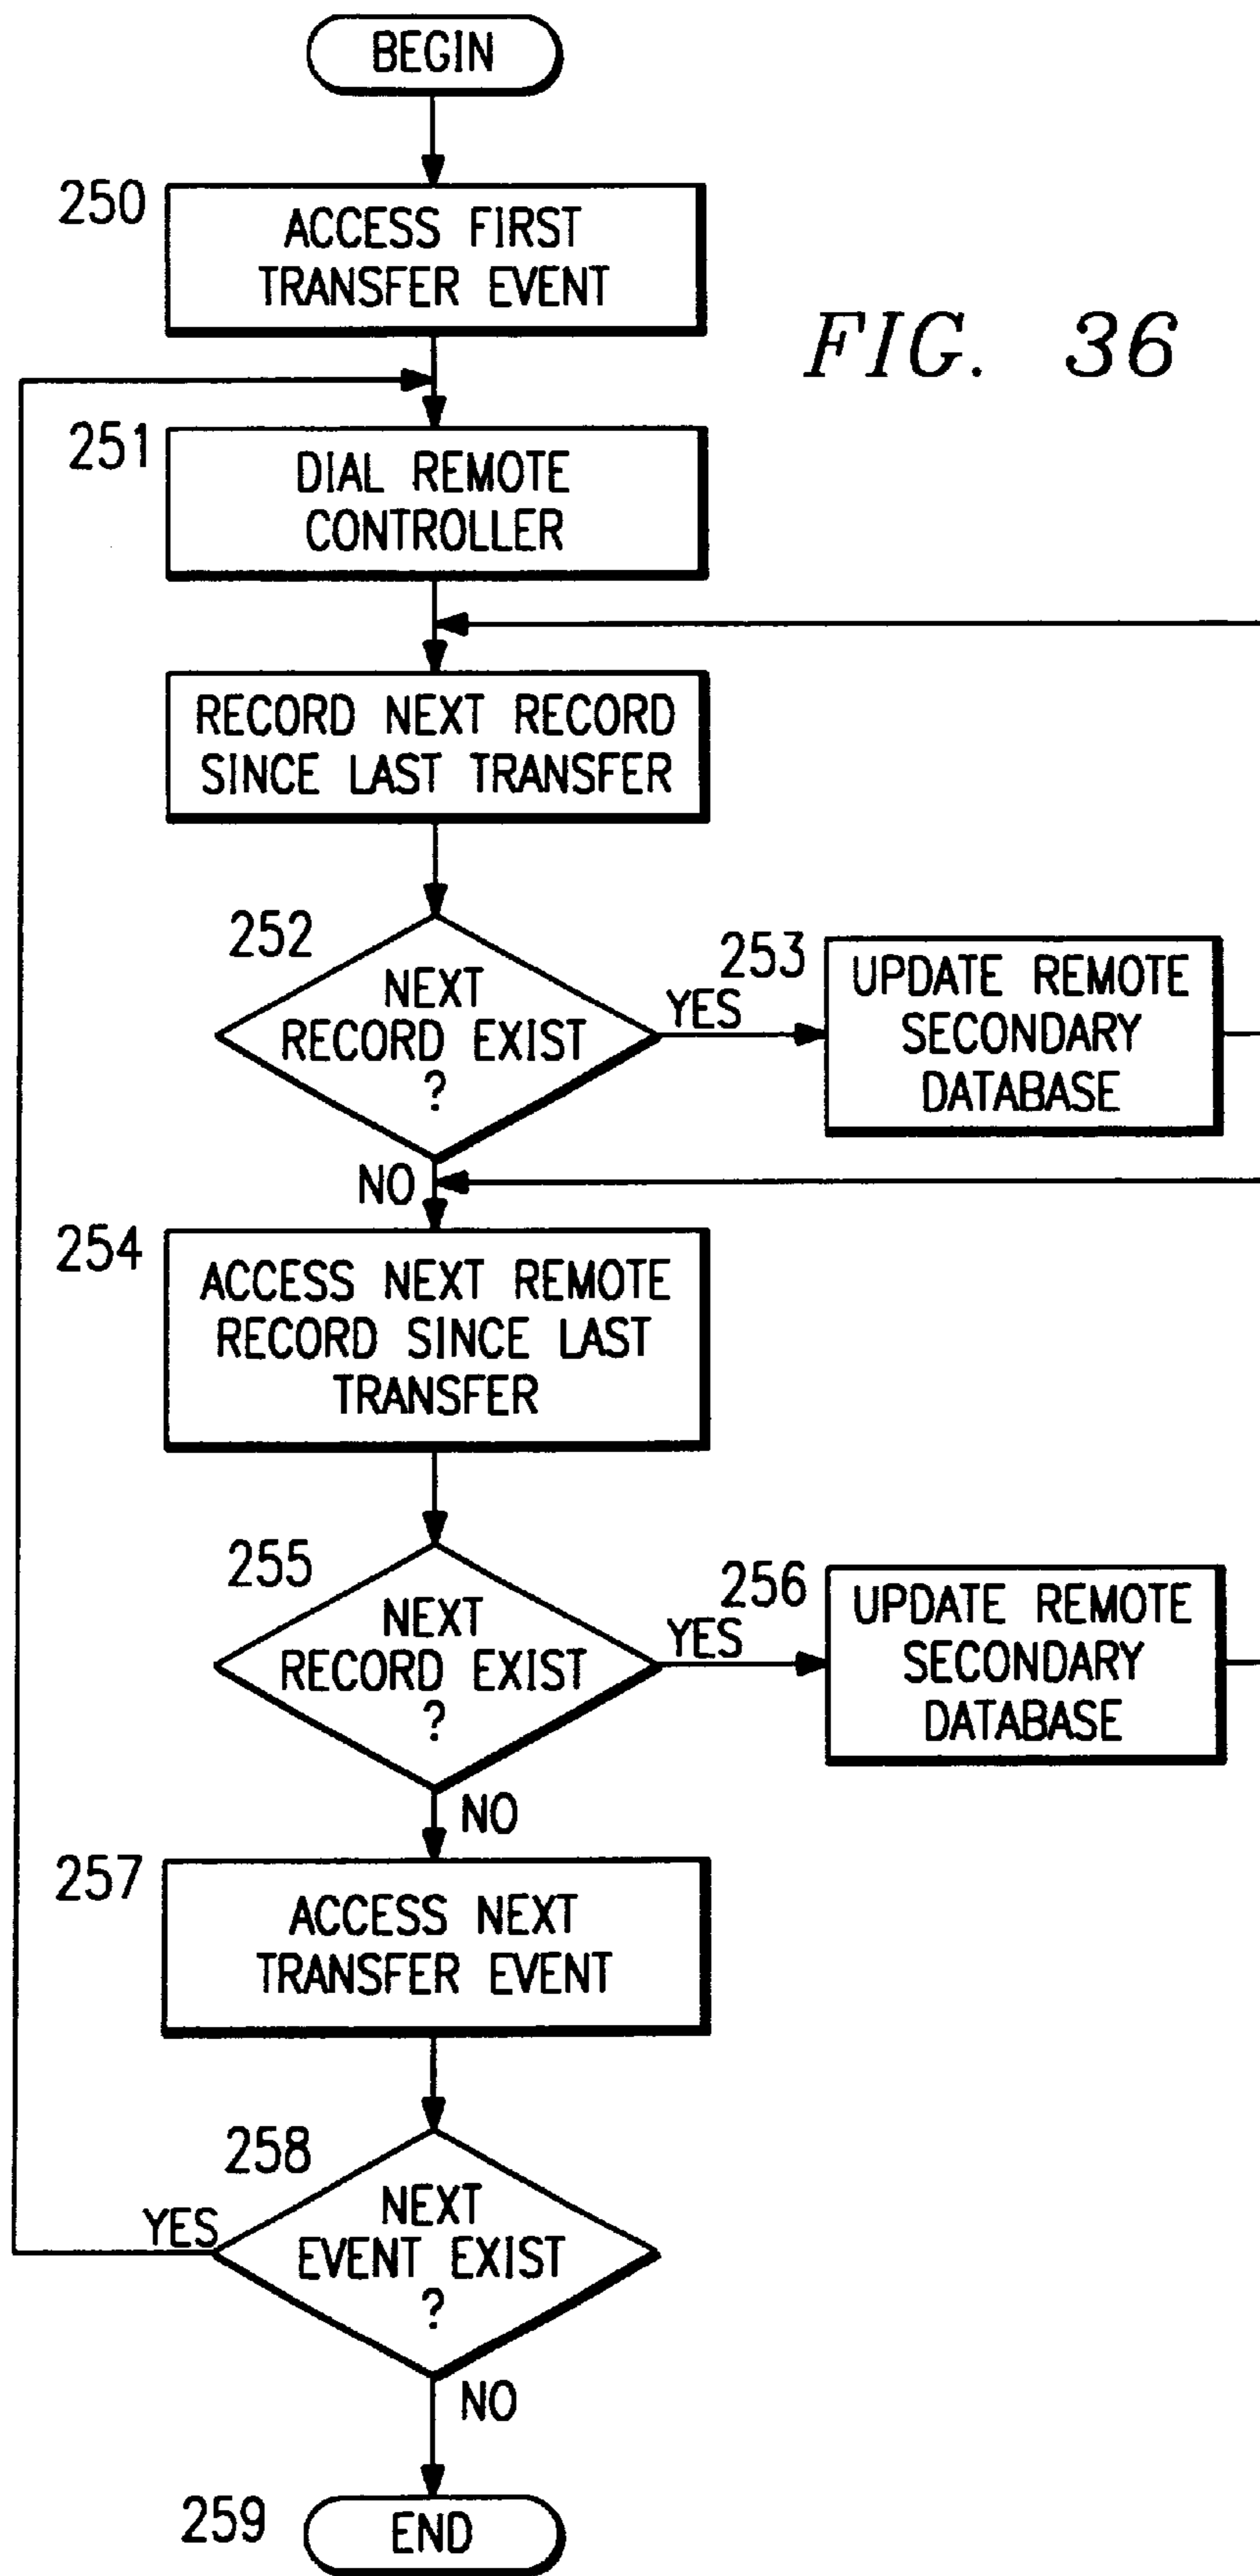 BEGIN
250
ACCESS FIRST
TRANSFER EVENT
FIG. 36
251
DIAL REMOTE
CONTROLLER
RECORD NEXT RECORD
SINCE LAST TRANSFER
252
NEXT
RECORD EXIST
?
YES
253
UPDATE REMOTE
SECONDARY
DATABASE
NO
254
ACCESS NEXT REMOTE
RECORD SINCE LAST
TRANSFER
255
NEXT
RECORD EXIST
?
YES
256
UPDATE REMOTE
SECONDARY
DATABASE
NO
257
ACCESS NEXT
TRANSFER EVENT
258
NEXT
EVENT EXIST
?
YES
NO
259
END